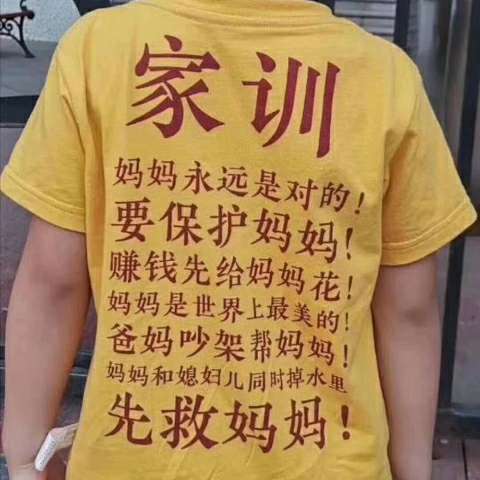 家训
妈妈永远是对的！
要保护妈妈！
赚钱先给妈妈花！
妈妈是世界上最美的！
爸妈吵架帮妈妈！
妈妈和媳妇儿同时掉水里
先救妈妈！